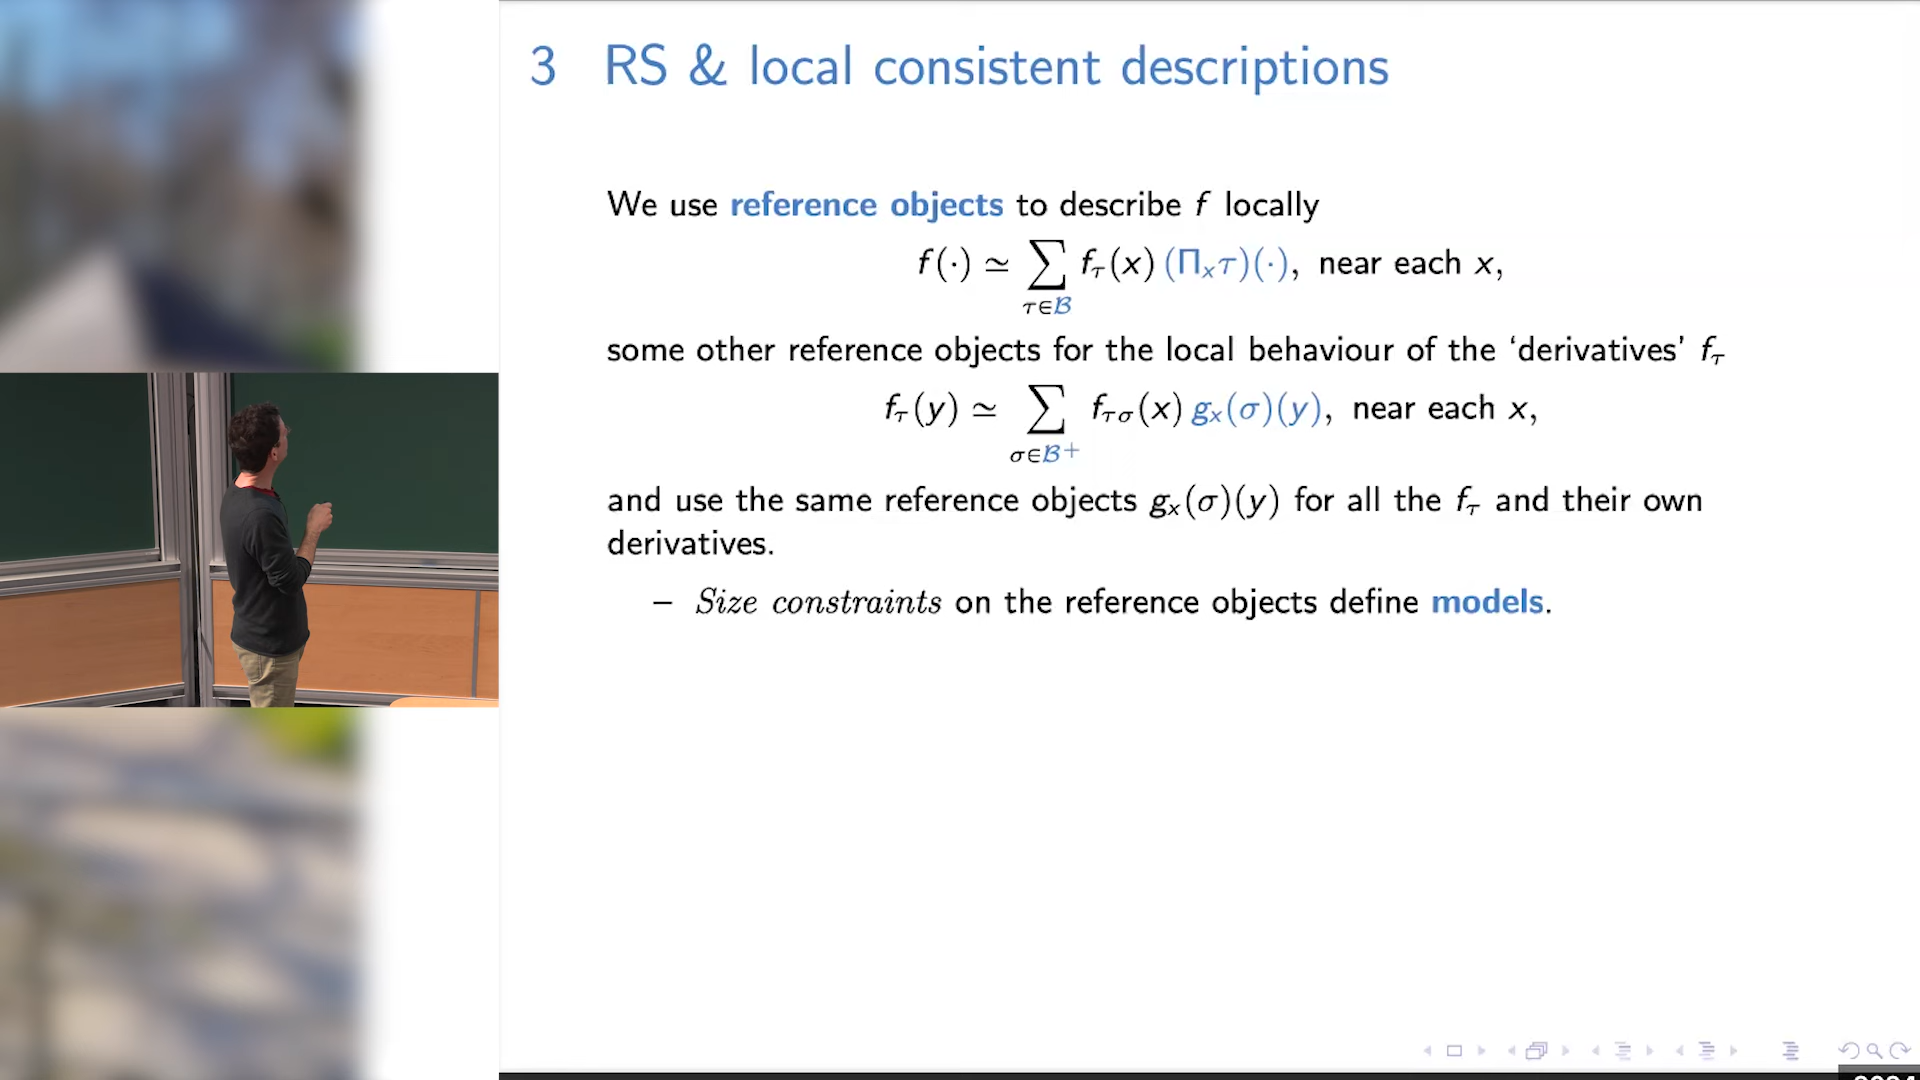 3 RS & local consistent descriptions
We use reference objects to describe f locally
f(·) ≃ ∑_{τ∈ℬ} f_τ(x) (Π_xτ)(·), near each x,
some other reference objects for the local behaviour of the ‘derivatives’ f_τ
f_τ(y) ≃ ∑_{σ∈ℬ⁺} f_{τσ}(x) g_x(σ)(y), near each x,
and use the same reference objects g_x(σ)(y) for all the f_τ and their own
derivatives.
– Size constraints on the reference objects define models.